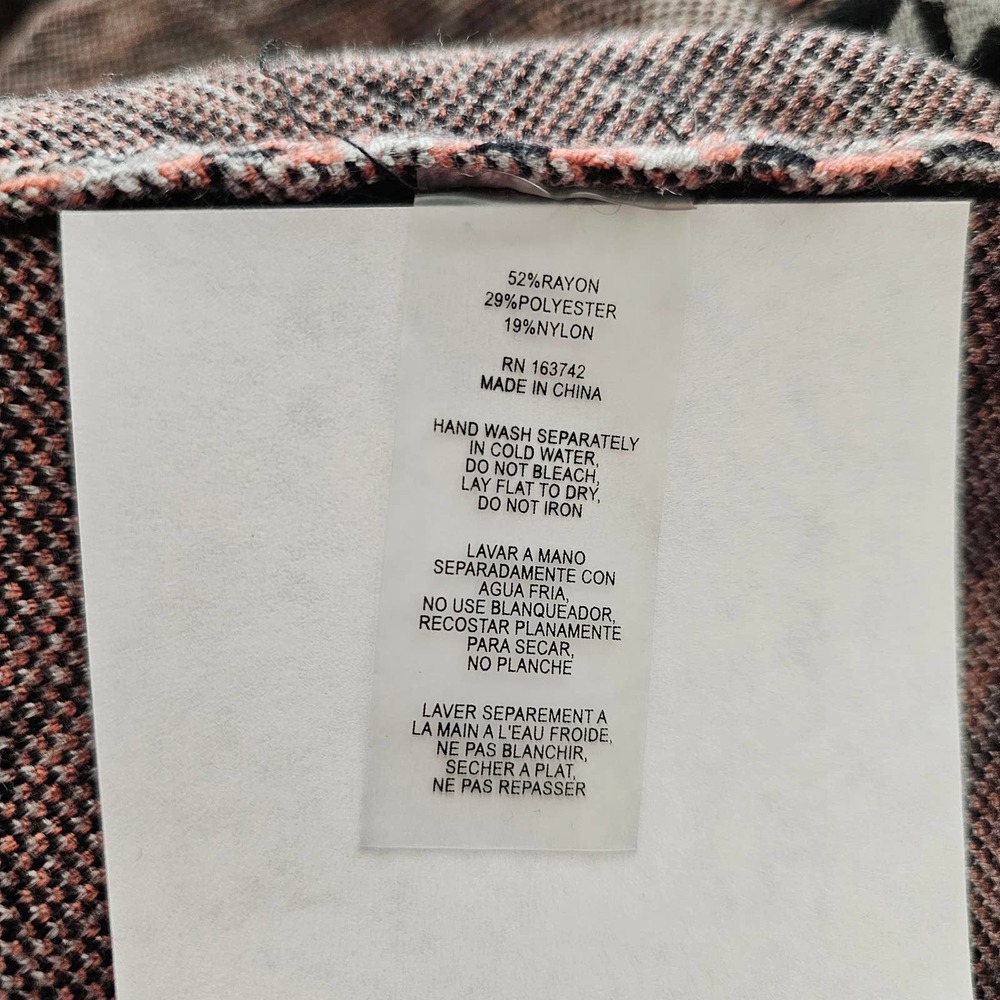 52%RAYON
29%POLYESTER
19%NYLON
RN 163742
MADE IN CHINA
HAND WASH SEPARATELY
IN COLD WATER,
DO NOT BLEACH,
LAY FLAT TO DRY,
DO NOT IRON
LAVAR A MANO
SEPARADAMENTE CON
AGUA FRIA,
NO USE BLANQUEADOR,
RECOSTAR PLANAMENTE
PARA SECAR,
NO PLANCHE
LAVER SEPAREMENT A
LA MAIN A L'EAU FROIDE,
NE PAS BLANCHIR,
SECHER A PLAT,
NE PAS REPASSER